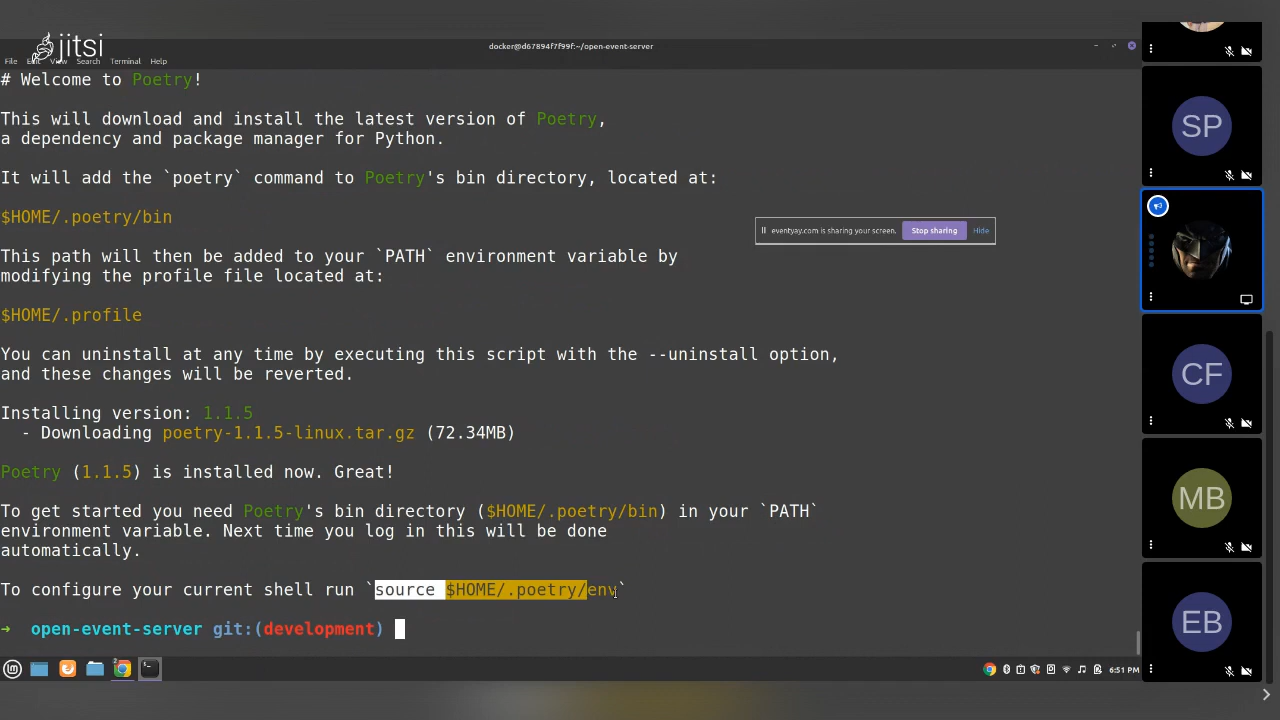 jitsi
docker@d67894f7f99f:~/open-event-server
File Edit View Search Terminal Help
# Welcome to Poetry!
This will download and install the latest version of Poetry,
a dependency and package manager for Python.
It will add the `poetry` command to Poetry's bin directory, located at:
$HOME/.poetry/bin
eventyay.com is sharing your screen. Stop sharing Hide
This path will then be added to your `PATH` environment variable by
modifying the profile file located at:
$HOME/.profile
You can uninstall at any time by executing this script with the --uninstall option,
and these changes will be reverted.
Installing version: 1.1.5
- Downloading poetry-1.1.5-linux.tar.gz (72.34MB)
Poetry (1.1.5) is installed now. Great!
To get started you need Poetry's bin directory ($HOME/.poetry/bin) in your `PATH`
environment variable. Next time you log in this will be done
automatically.
To configure your current shell run `source $HOME/.poetry/env`
→ open-event-server git:(development)
6:51 PM
SP
CF
MB
EB